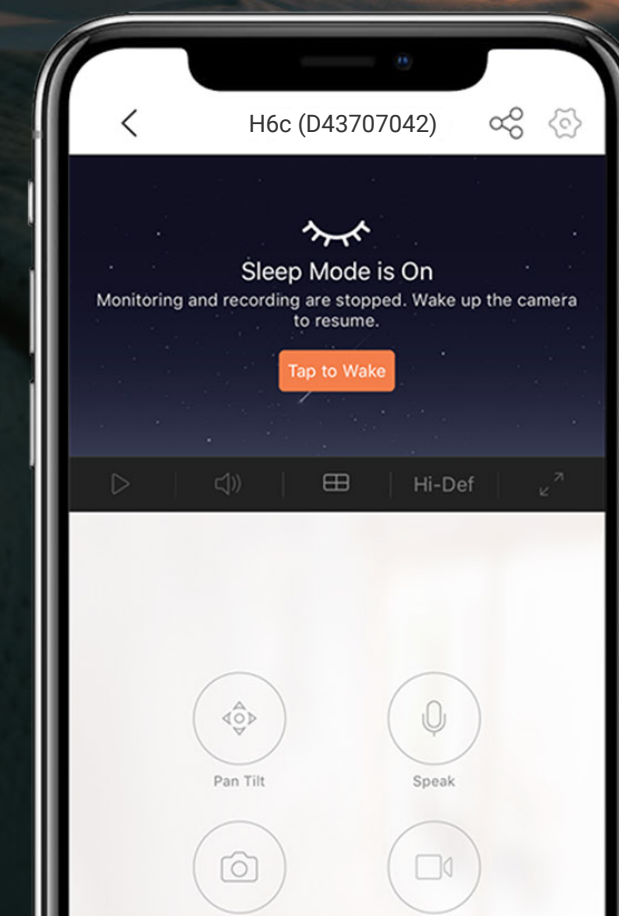 H6c (D43707042)
Sleep Mode is On
Monitoring and recording are stopped. Wake up the camera
to resume.
Tap to Wake
Hi-Def
Pan Tilt
Speak